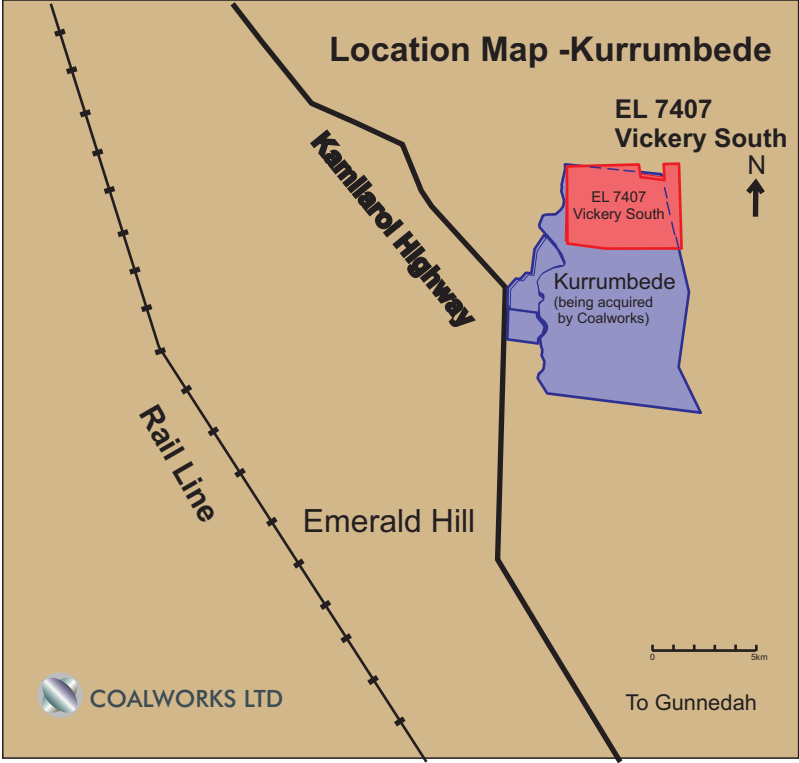 Location Map -Kurrumbede
EL 7407
Vickery South
N
EL 7407
Vickery South
Kamilaroi Highway
Kurrumbede
(being acquired
by Coalworks)
Rail Line
Emerald Hill
0 5km
COALWORKS LTD
To Gunnedah